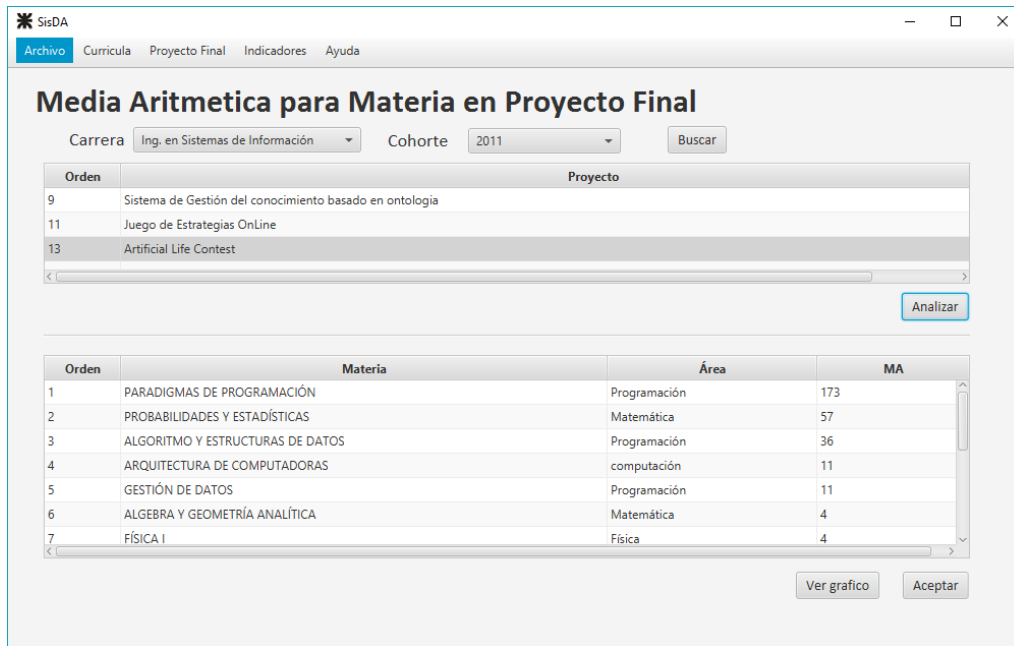 SisDA
Archivo Curricula Proyecto Final Indicadores Ayuda
Media Aritmetica para Materia en Proyecto Final
Carrera Ing. en Sistemas de Información Cohorte 2011 Buscar
Orden Proyecto
9 Sistema de Gestión del conocimiento basado en ontologia
11 Juego de Estrategias OnLine
13 Artificial Life Contest
Analizar
Orden Materia Área MA
1 PARADIGMAS DE PROGRAMACIÓN Programación 173
2 PROBABILIDADES Y ESTADÍSTICAS Matemática 57
3 ALGORITMO Y ESTRUCTURAS DE DATOS Programación 36
4 ARQUITECTURA DE COMPUTADORAS computación 11
5 GESTIÓN DE DATOS Programación 11
6 ALGEBRA Y GEOMETRÍA ANALÍTICA Matemática 4
7 FÍSICA I Física 4
Ver grafico Aceptar